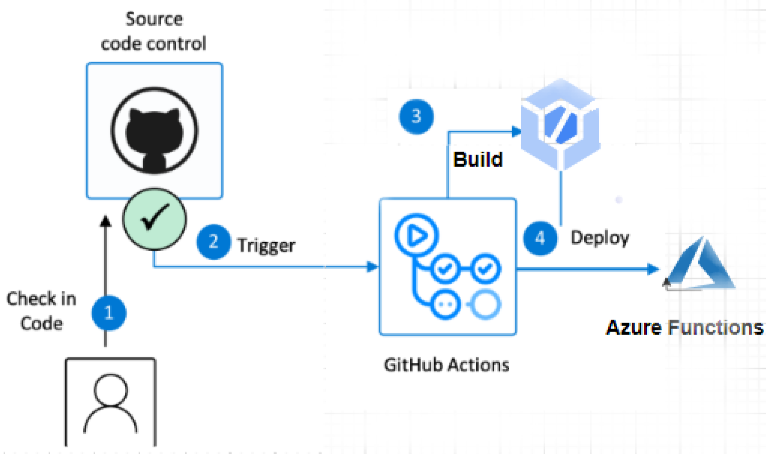 Source
code control
3
Build
2
Trigger
4
Deploy
Check in
Code
1
Azure Functions
GitHub Actions